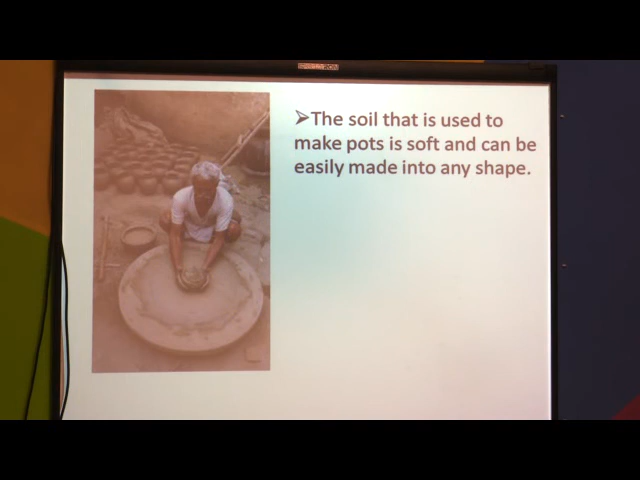 ➢The soil that is used to
make pots is soft and can be
easily made into any shape.